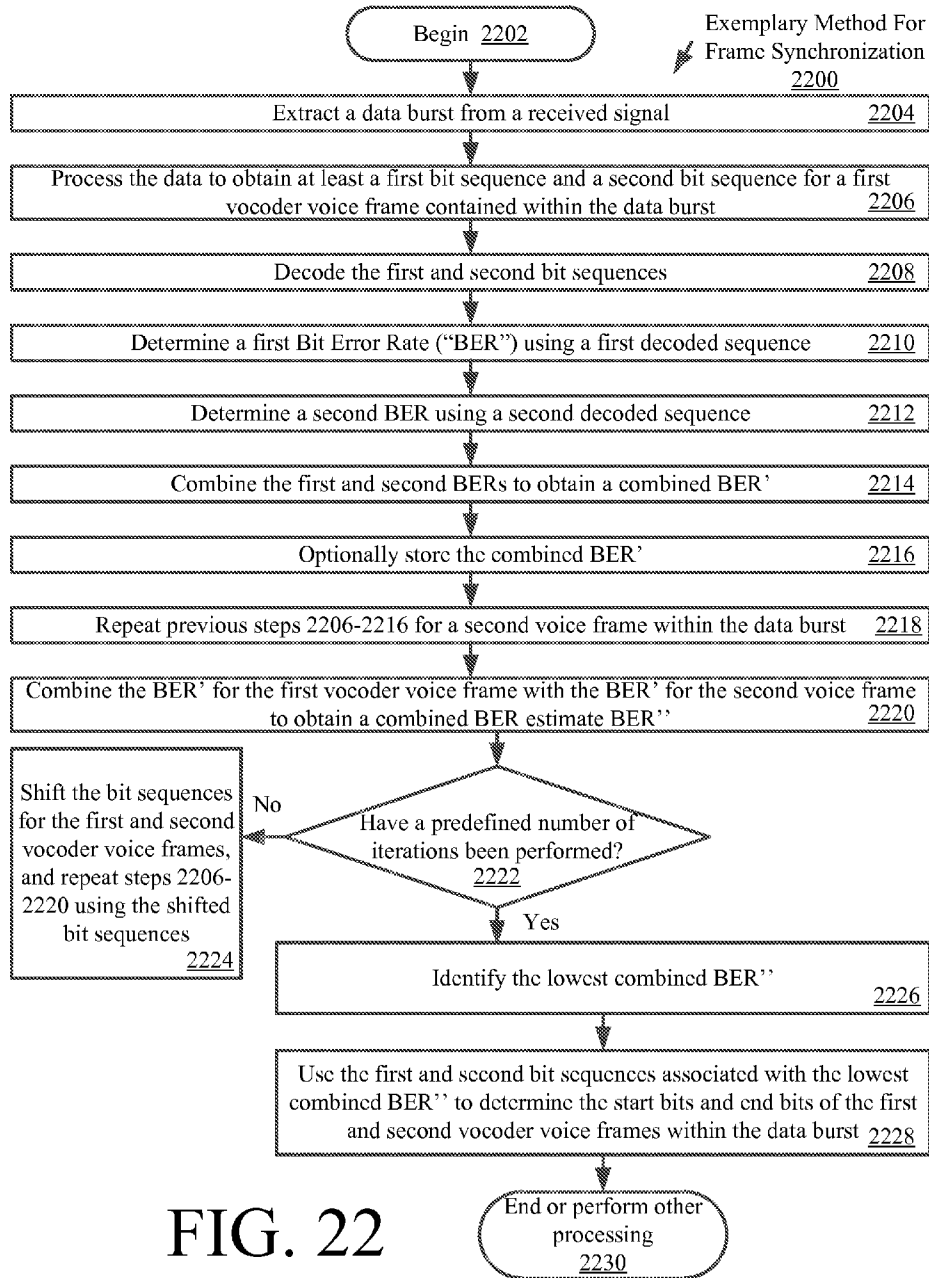 Begin 2202
Exemplary Method For
Frame Synchronization
2200
Extract a data burst from a received signal 2204
Process the data to obtain at least a first bit sequence and a second bit sequence for a first
vocoder voice frame contained within the data burst 2206
Decode the first and second bit sequences 2208
Determine a first Bit Error Rate (“BER”) using a first decoded sequence 2210
Determine a second BER using a second decoded sequence 2212
Combine the first and second BERs to obtain a combined BER’ 2214
Optionally store the combined BER’ 2216
Repeat previous steps 2206-2216 for a second voice frame within the data burst 2218
Combine the BER’ for the first vocoder voice frame with the BER’ for the second voice frame
to obtain a combined BER estimate BER’’ 2220
Shift the bit sequences
for the first and second
vocoder voice frames,
and repeat steps 2206-
2220 using the shifted
bit sequences
2224
No
Have a predefined number of
iterations been performed?
2222
Yes
Identify the lowest combined BER’’
2226
Use the first and second bit sequences associated with the lowest
combined BER’’ to determine the start bits and end bits of the first
and second vocoder voice frames within the data burst 2228
End or perform other
processing
2230
FIG. 22